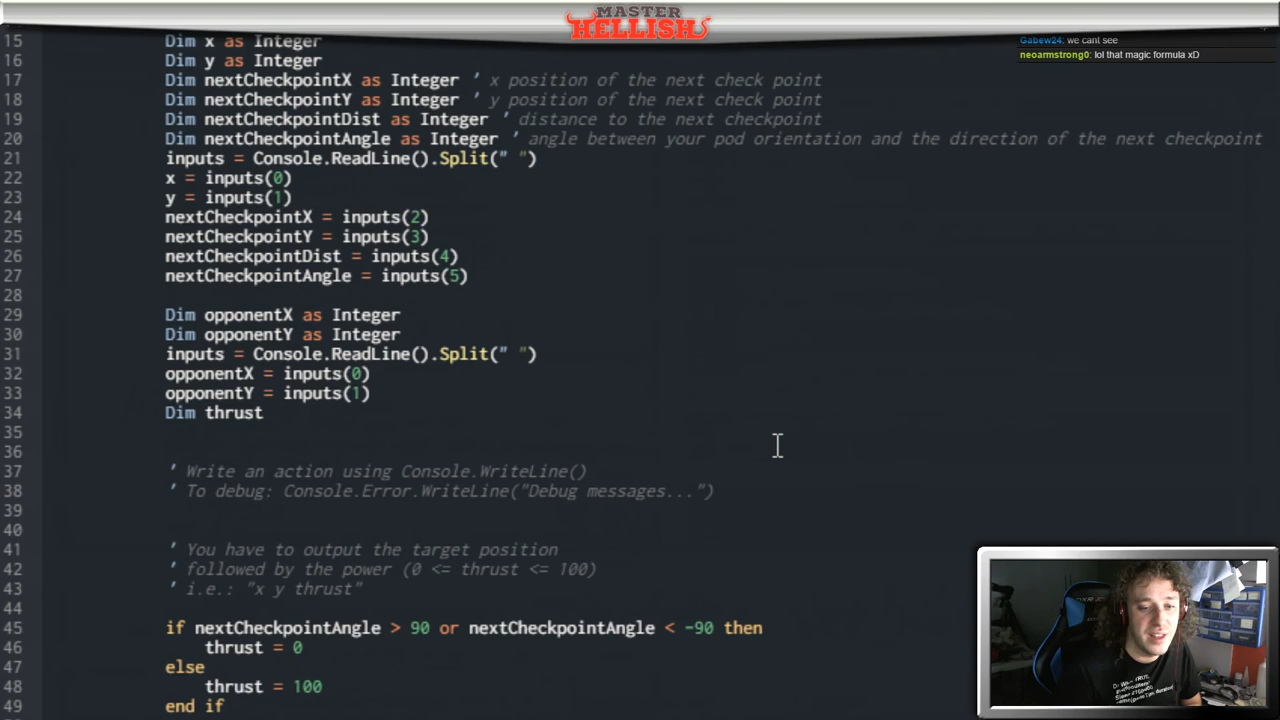 MASTER
HELLISH
Gabew24: we cant see
neoarmstrong0: lol that magic formula xD
15 Dim x as Integer
16 Dim y as Integer
17 Dim nextCheckpointX as Integer ' x position of the next check point
18 Dim nextCheckpointY as Integer ' y position of the next check point
19 Dim nextCheckpointDist as Integer ' distance to the next checkpoint
20 Dim nextCheckpointAngle as Integer ' angle between your pod orientation and the direction of the next checkpoint
21 inputs = Console.ReadLine().Split(" ")
22 x = inputs(0)
23 y = inputs(1)
24 nextCheckpointX = inputs(2)
25 nextCheckpointY = inputs(3)
26 nextCheckpointDist = inputs(4)
27 nextCheckpointAngle = inputs(5)
28
29 Dim opponentX as Integer
30 Dim opponentY as Integer
31 inputs = Console.ReadLine().Split(" ")
32 opponentX = inputs(0)
33 opponentY = inputs(1)
34 Dim thrust
35
36
37 ' Write an action using Console.WriteLine()
38 ' To debug: Console.Error.WriteLine("Debug messages...")
39
40
41 ' You have to output the target position
42 ' followed by the power (0 <= thrust <= 100)
43 ' i.e.: "x y thrust"
44
45 if nextCheckpointAngle > 90 or nextCheckpointAngle < -90 then
46 thrust = 0
47 else
48 thrust = 100
49 end if